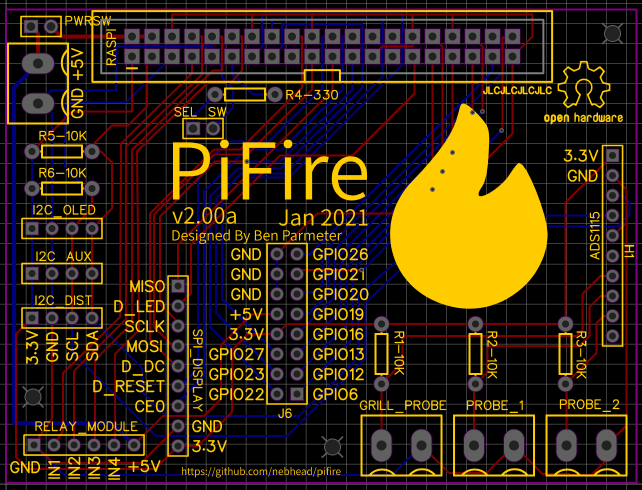 PWRSW
RASPI
+5V
GND
JLCJLCJLCJLC
open hardware
R4-330
SEL_SW
R5-10K
R6-10K
PiFire
v2.00a Jan 2021
Designed By Ben Parmeter
3.3V
GND
ADS1115
H1
I2C_OLED
I2C_AUX
I2C_DIST
3.3V
GND
SCL
SDA
MISO
D_LED
SCLK
MOSI
D_DC
D_RESET
CE0
GND
3.3V
SPI_DISPLAY
GND GPIO26
GND GPIO21
GND GPIO20
+5V GPIO19
3.3V GPIO16
GPIO27 GPIO13
GPIO23 GPIO12
GPIO22 GPIO6
J6
R1-10K
R2-10K
R3-10K
GRILL_PROBE
PROBE_1
PROBE_2
RELAY_MODULE
GND
IN1
IN2
IN3
IN4
+5V
https://github.com/nebhead/pifire